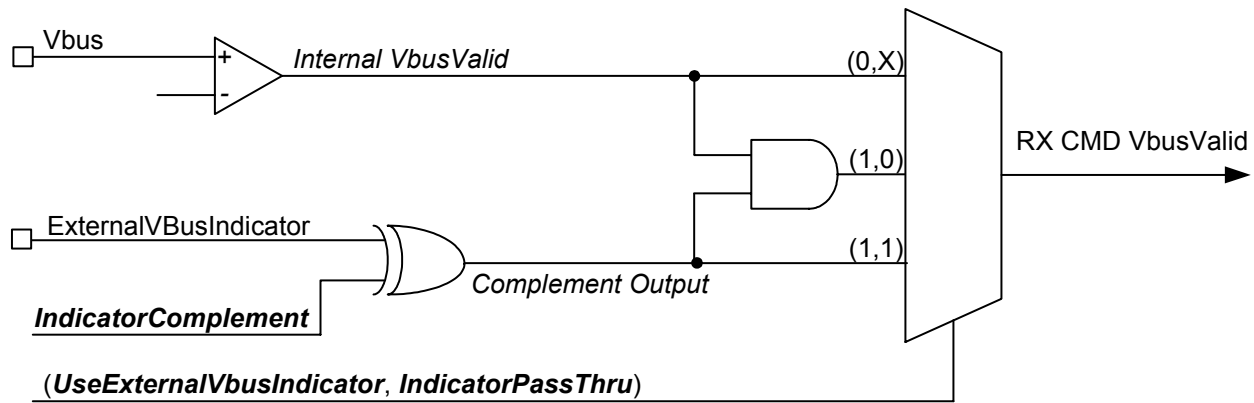 Vbus
+
-
Internal VbusValid
(0,X)
RX CMD VbusValid
(1,0)
ExternalVBusIndicator
(1,1)
Complement Output
IndicatorComplement
(UseExternalVbusIndicator, IndicatorPassThru)